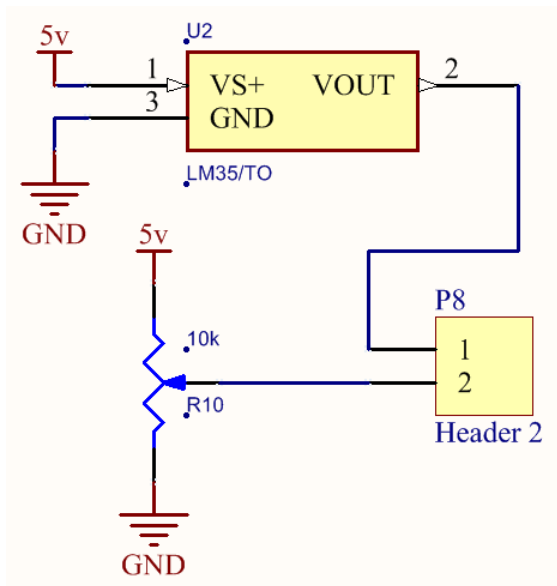 5v
U2
1
VS+
VOUT
2
3
GND
LM35/TO
GND
5v
P8
10k
1
2
R10
Header 2
GND